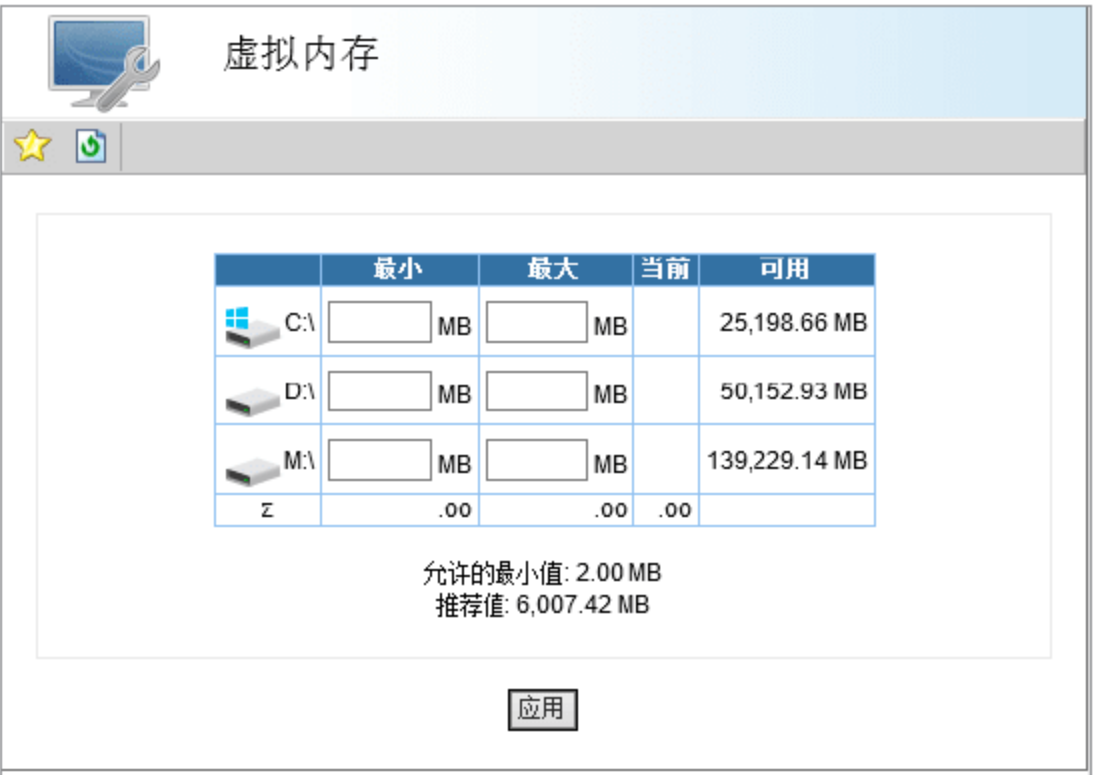 虚拟内存
最小 最大 当前 可用
C:\ MB MB 25,198.66 MB
D:\ MB MB 50,152.93 MB
M:\ MB MB 139,229.14 MB
Σ .00 .00 .00
允许的最小值: 2.00 MB
推荐值: 6,007.42 MB
应用